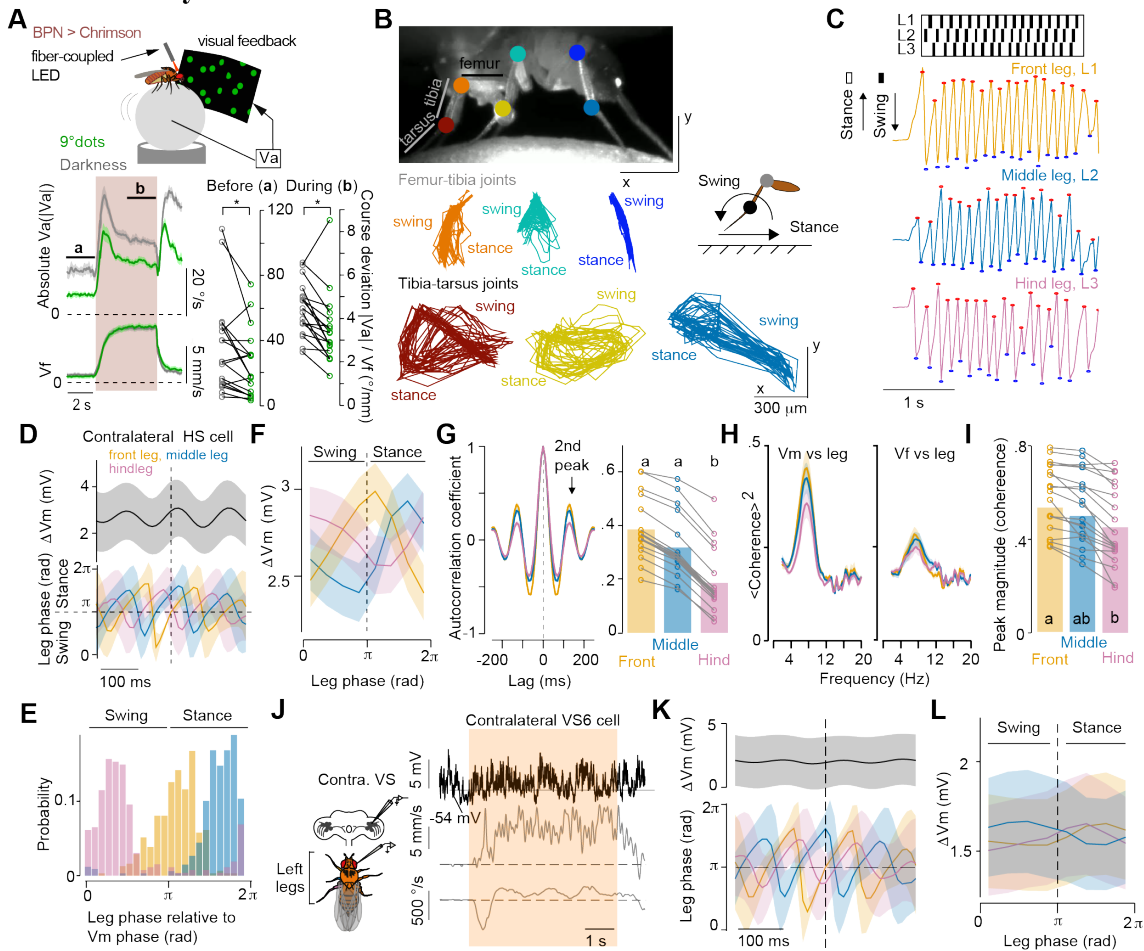 A
BPN > Chrimson
fiber-coupled
LED
visual feedback
Va
9°dots
Darkness
a
b
Absolute Va(|Va|)
0
20 °/s
Vf
0
5 mm/s
2 s
Before (a)
During (b)
*
*
120
80
40
0
8
6
4
2
0
Course deviation |Va| / Vf (°/mm)
B
femur
tibia
tarsus
y
x
Femur-tibia joints
swing
stance
swing
stance
swing
stance
Swing
Stance
Tibia-tarsus joints
swing
stance
swing
stance
swing
stance
y
x
300 µm
C
L1
L2
L3
Stance
Swing
Front leg, L1
Middle leg, L2
Hind leg, L3
1 s
D
Contralateral HS cell
front leg, middle leg
hindleg
ΔVm (mV)
4
2
Leg phase (rad)
Swing Stance
2π
π
0
100 ms
E
Swing
Stance
Probability
0.1
0
0
π
2π
Leg phase relative to
Vm phase (rad)
F
Swing
Stance
ΔVm (mV)
3
2.5
0
π
2π
Leg phase (rad)
G
Autocorrelation coefficient
1
0
-1
2nd
peak
-200
0
200
Lag (ms)
.6
.4
.2
0
a
a
b
Front
Middle
Hind
H
<coherence>2
.5
0
Vm vs leg
Vf vs leg
4
12
20
4
12
20
Frequency (Hz)
I
Peak magnitude (cohereence)
.8
.4
0
a
ab
b
Front
Middle
Hind
J
Contra. VS
Left
legs
Contralateral VS6 cell
5 mV
-54 mV
5 mm/s
500 °/s
1 s
K
ΔVm (mV)
5
0
Leg phase (rad)
2π
π
0
100 ms
L
Swing
Stance
ΔVm (mV)
2
1.5
0
π
2π
Leg phase (rad)